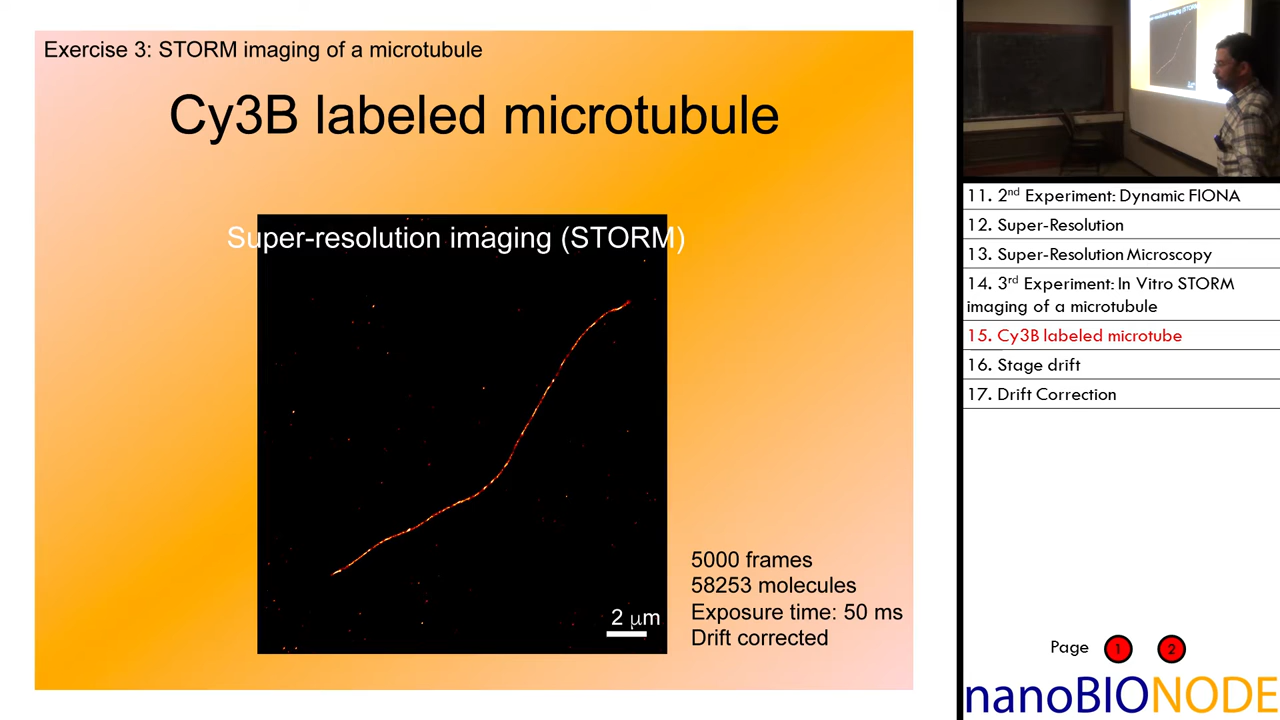 Exercise 3: STORM imaging of a microtubule
Cy3B labeled microtubule
Super-resolution imaging (STORM)
2 μm
5000 frames
58253 molecules
Exposure time: 50 ms
Drift corrected
11. 2nd Experiment: Dynamic FIONA
12. Super-Resolution
13. Super-Resolution Microscopy
14. 3rd Experiment: In Vitro STORM
imaging of a microtubule
15. Cy3B labeled microtube
16. Stage drift
17. Drift Correction
Page 1 2
nanoBIONODE